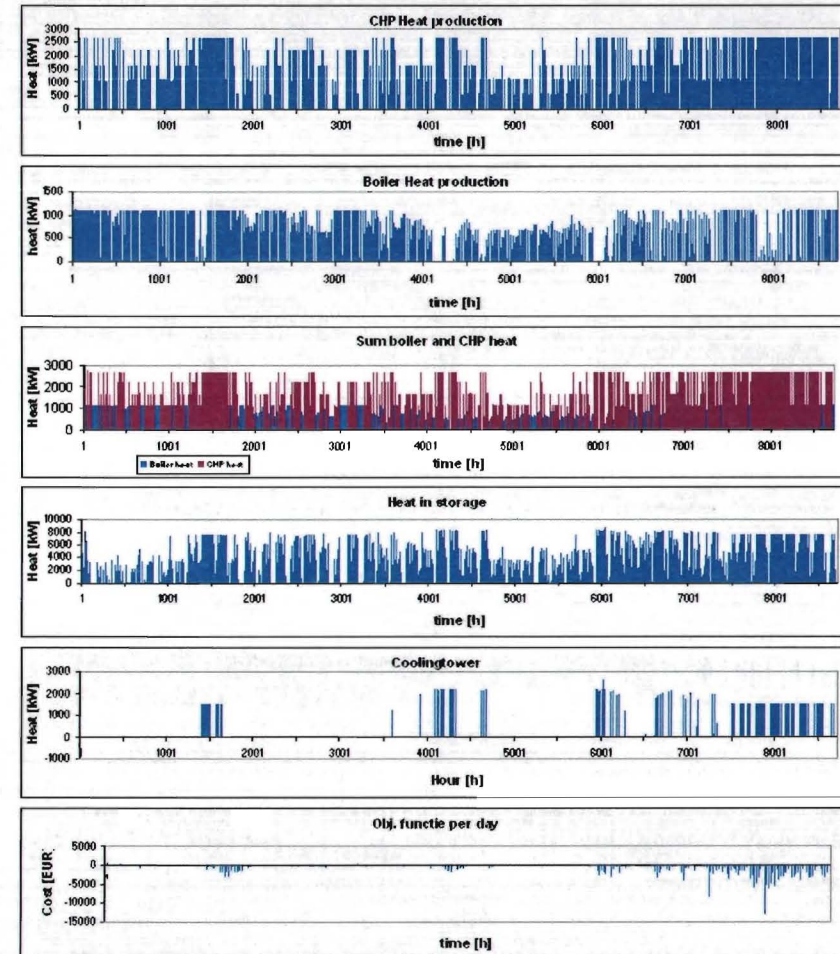 CHP Heat production
Heat [kW]
3000
2500
2000
1500
1000
500
0
1 1001 2001 3001 4001 5001 6001 7001 8001
time [h]
Boiler Heat production
heat [kW]
1500
1000
500
0
1 1001 2001 3001 4001 5001 6001 7001 8001
time [h]
Sum boiler and CHP heat
Heat [kW]
3000
2000
1000
0
1 1001 2001 3001 4001 5001 6001 7001 8001
Boiler heat CHP heat
time [h]
Heat in storage
Heat [kW]
10000
8000
6000
4000
2000
0
1 1001 2001 3001 4001 5001 6001 7001 8001
time [h]
Coolingtower
Heat [kW]
3000
2000
1000
0
-1000
1 1001 2001 3001 4001 5001 6001 7001 8001
Hour [h]
Obj. functie per day
Cost [EUR]
5000
0
-5000
-10000
-15000
time [h]